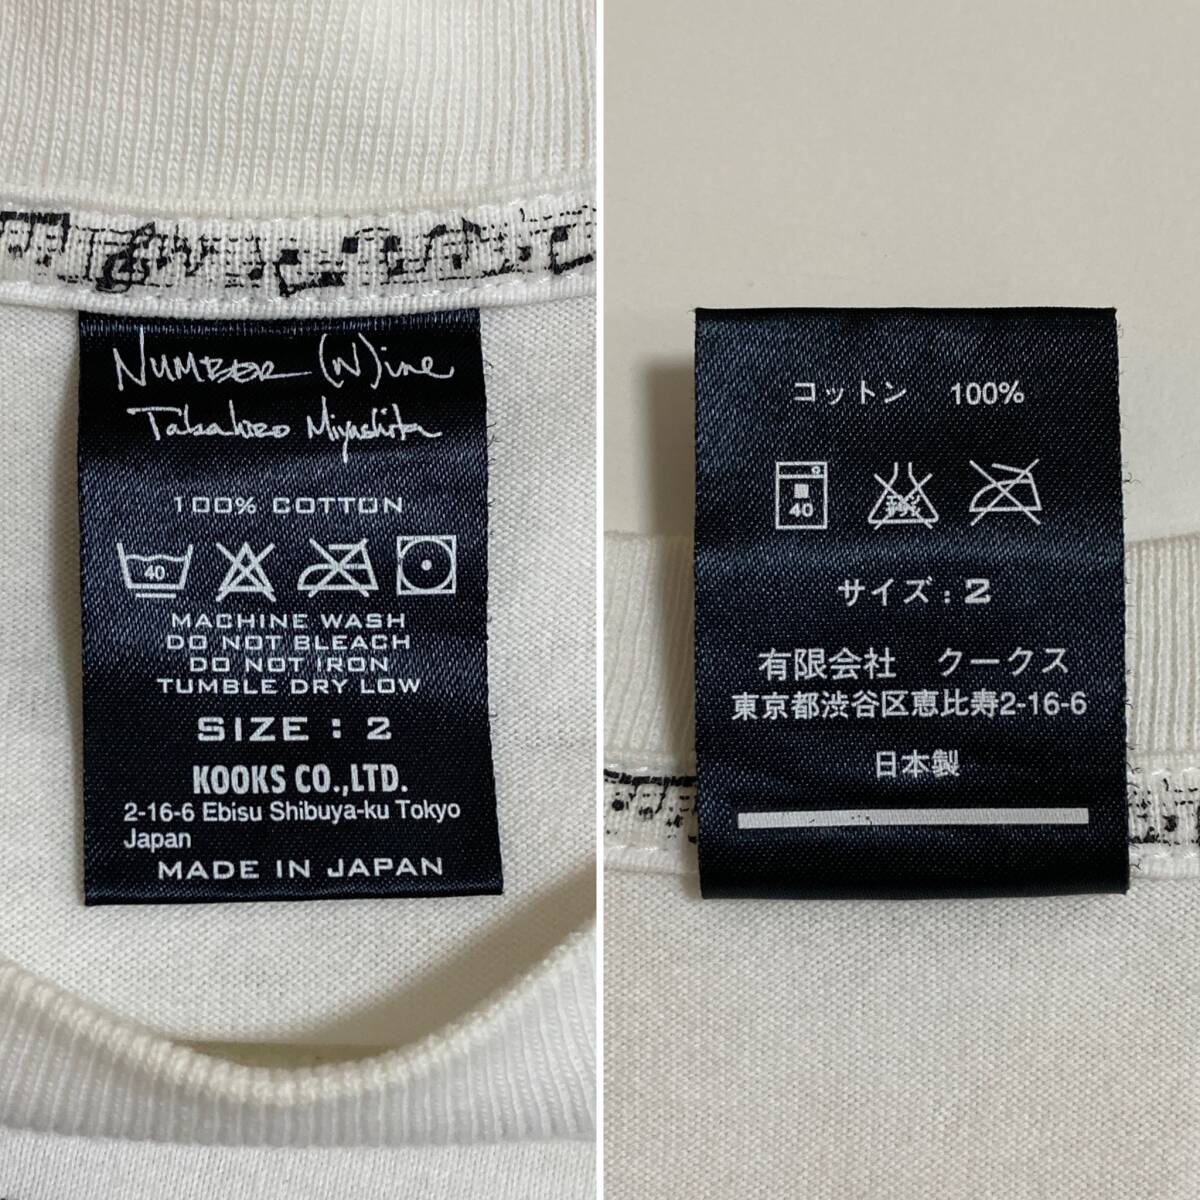 NUMBER (N)ine
Takahiro Miyashita
100% COTTON
40
MACHINE WASH
DO NOT BLEACH
DO NOT IRON
TUMBLE DRY LOW
SIZE : 2
KOOKS CO.,LTD.
2-16-6 Ebisu Shibuya-ku Tokyo
Japan
MADE IN JAPAN
コットン 100%
40
サイズ : 2
有限会社 クークス
東京都渋谷区恵比寿2-16-6
日本製